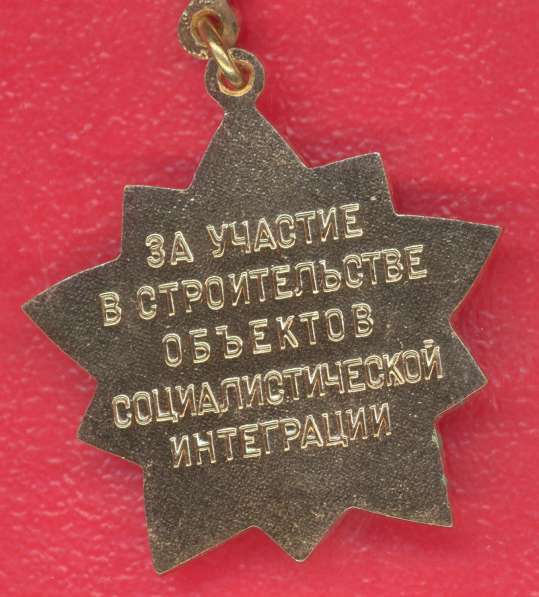 ЗА УЧАСТИЕ
В СТРОИТЕЛЬСТВЕ
ОБЪЕКТОВ
СОЦИАЛИСТИЧЕСКОЙ
ИНТЕГРАЦИИ